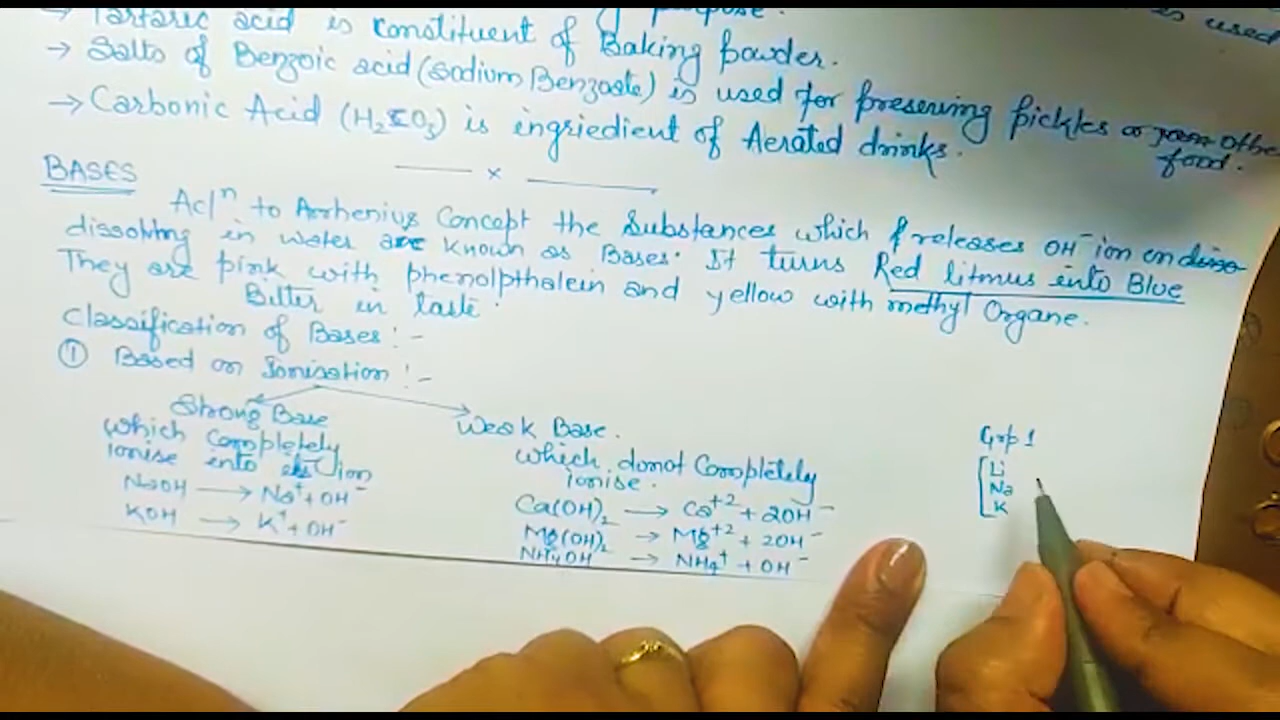 → Tartaric acid is constituent of Baking powder.
→ Salts of Benzoic acid (Sodium Benzoate) is used for preserving pickles or other food.
→ Carbonic Acid (H₂CO₃) is ingriedient of Aerated drinks.
BASES
Acⁿ to Arrhenius Concept the Substances which releases OH⁻ ion on
dissolving in water are known as Bases. It turns Red litmus into Blue
They are pink with phenolpthalein and yellow with methyl Organe.
Bitter in taste.
Classification of Bases :-
① Based on Ionisation :-
Strong Base
which Completely
ionise into ion
NaOH → Na⁺ + OH⁻
KOH → K⁺ + OH⁻
Weak Base.
which donot Completely
ionise.
Ca(OH)₂ → Ca⁺² + 2OH⁻
Mg(OH)₂ → Mg⁺² + 2OH⁻
NH₄OH → NH₄⁺ + OH⁻
Grp 1
Li
Na
K